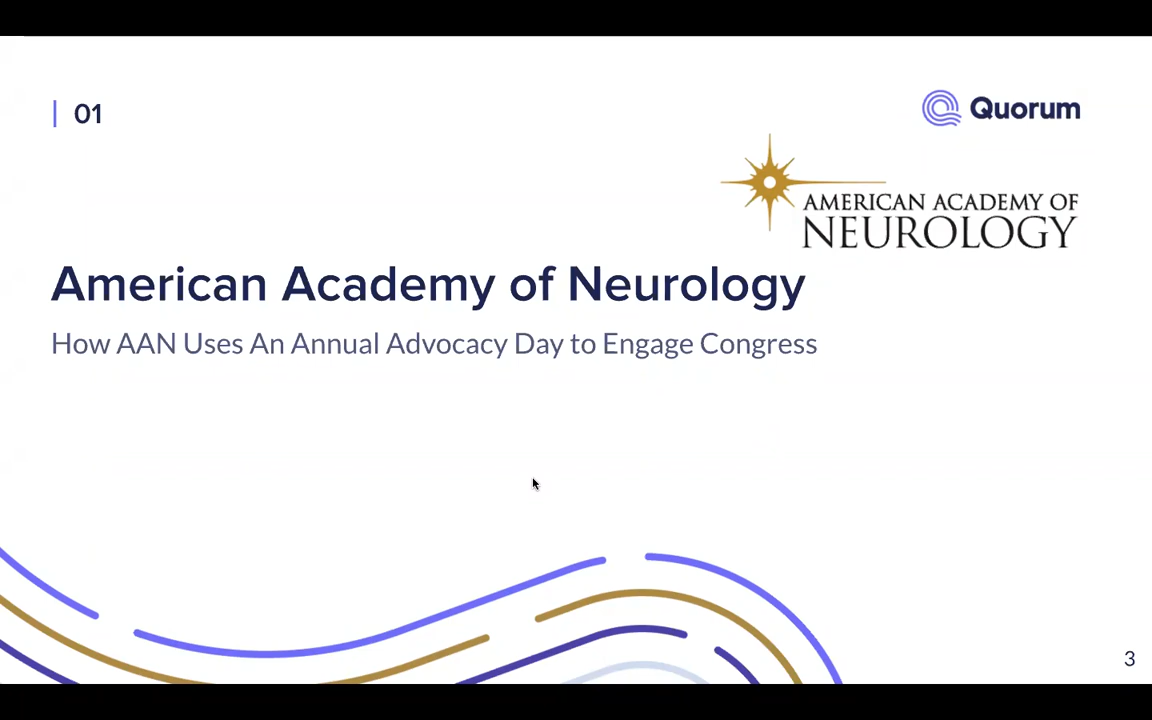 01
Quorum
AMERICAN ACADEMY OF
NEUROLOGY
American Academy of Neurology
How AAN Uses An Annual Advocacy Day to Engage Congress
3